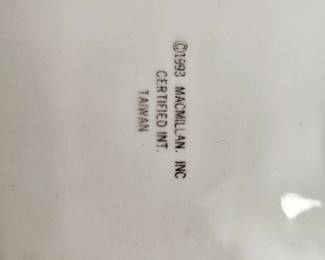 ©1993 MACMILLAN, INC
CERTIFIED INT.
TAIWAN